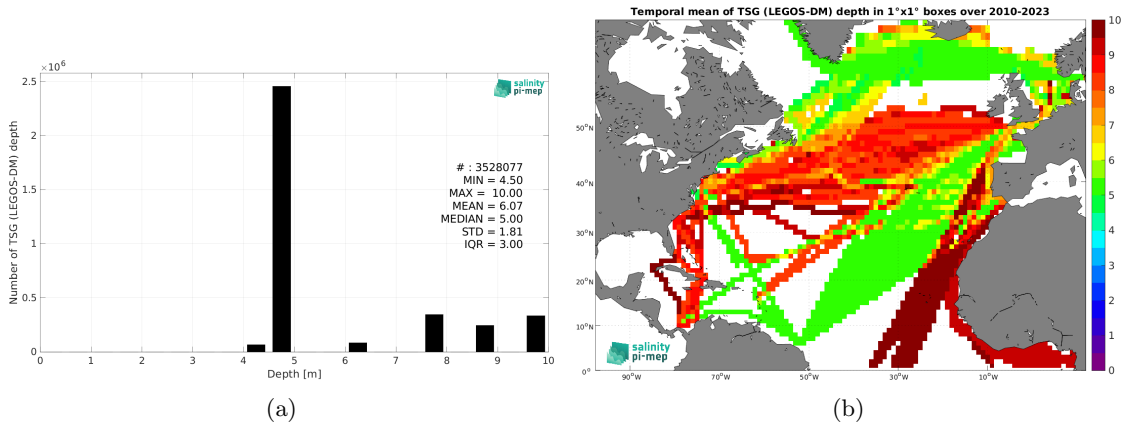 ×10⁶
2.5
2
1.5
1
0.5
0
0 1 2 3 4 5 6 7 8 9 10
Number of TSG (LEGOS-DM) depth
Depth [m]
salinity
pi-mep
# : 3528077
MIN = 4.50
MAX = 10.00
MEAN = 6.07
MEDIAN = 5.00
STD = 1.81
IQR = 3.00
(a)
Temporal mean of TSG (LEGOS-DM) depth in 1°x1° boxes over 2010-2023
50°N
40°N
30°N
20°N
10°N
0°
90°W 70°W 50°W 30°W 10°W
salinity
pi-mep
10
9
8
7
6
5
4
3
2
1
0
(b)